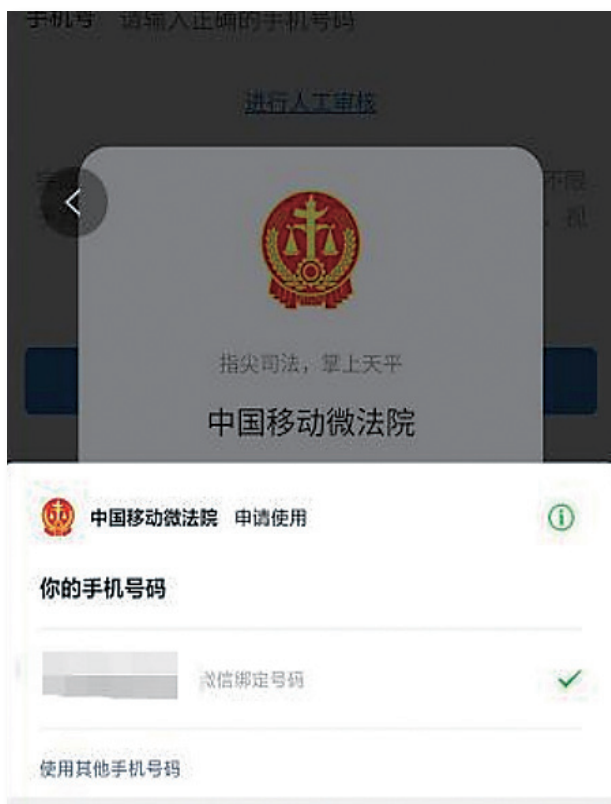 手机号 请输入正确的手机号码
进行人工审核
不限
，视
指尖司法，掌上天平
中国移动微法院
中国移动微法院 申请使用
你的手机号码
微信绑定号码
使用其他手机号码